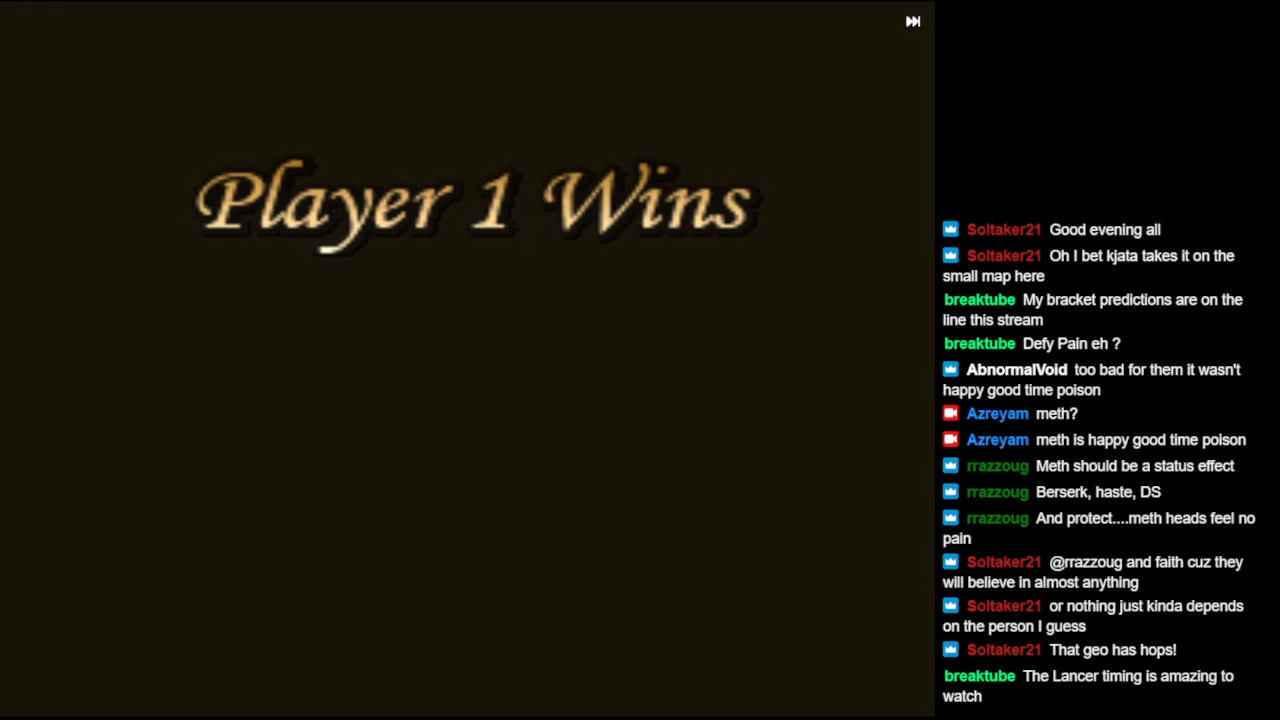 Player 1 Wins
Soltaker21 Good evening all
Soltaker21 Oh I bet kjata takes it on the
small map here
breaktube My bracket predictions are on the
line this stream
breaktube Defy Pain eh ?
AbnormalVoid too bad for them it wasn't
happy good time poison
Azreyam meth?
Azreyam meth is happy good time poison
rrazzoug Meth should be a status effect
rrazzoug Berserk, haste, DS
rrazzoug And protect....meth heads feel no
pain
Soltaker21 @rrazzoug and faith cuz they
will believe in almost anything
Soltaker21 or nothing just kinda depends
on the person I guess
Soltaker21 That geo has hops!
breaktube The Lancer timing is amazing to
watch